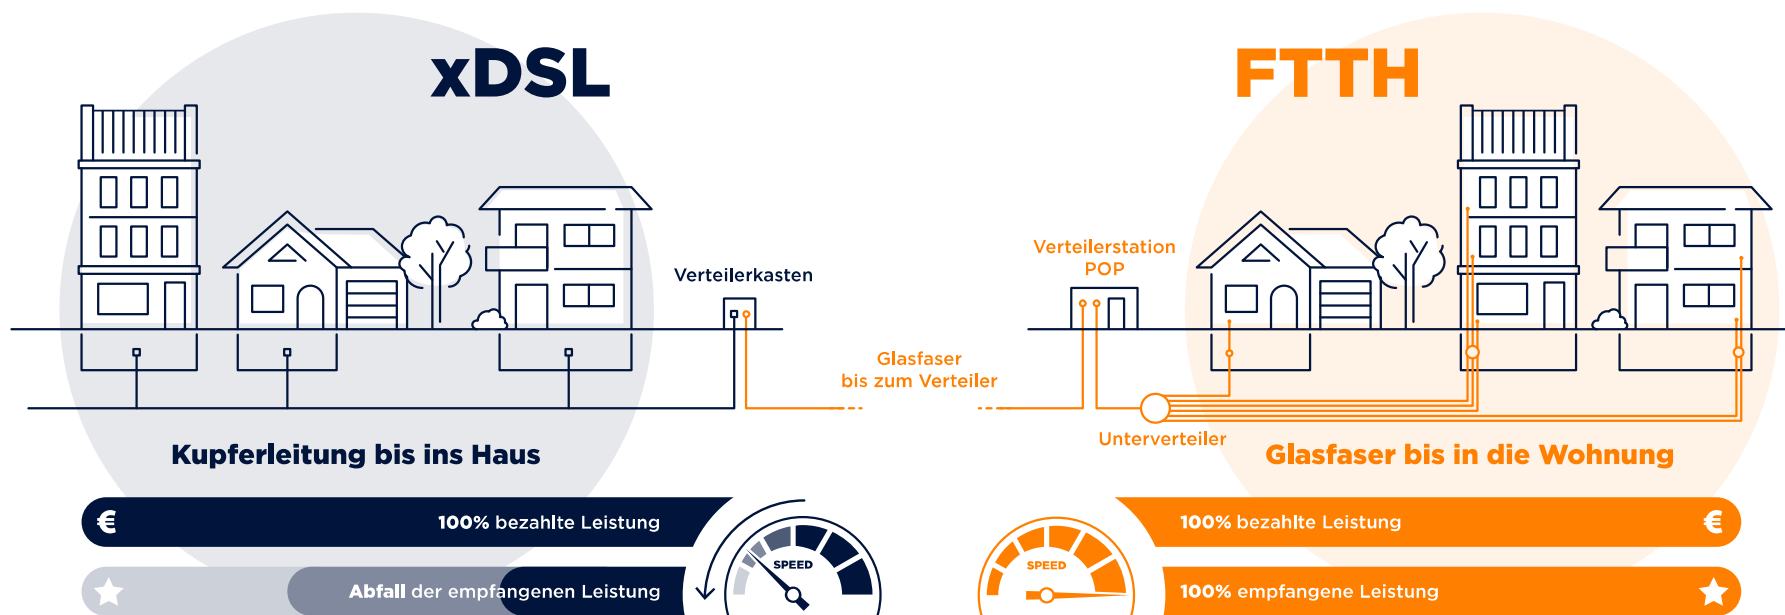 xDSL
FTTH
Verteilerkasten
Verteilerstation
POP
Glasfaser
bis zum Verteiler
Unterverteiler
Kupferleitung bis ins Haus
Glasfaser bis in die Wohnung
€ 100% bezahlte Leistung
SPEED
Abfall der empfangenen Leistung
100% bezahlte Leistung €
SPEED
100% empfangene Leistung